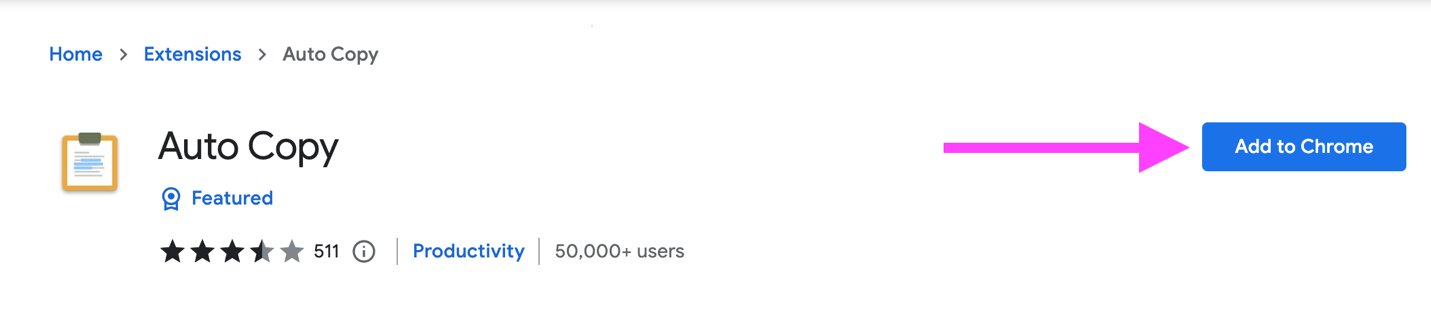 Home > Extensions > Auto Copy
Auto Copy
Add to Chrome
Featured
511 | Productivity | 50,000+ users